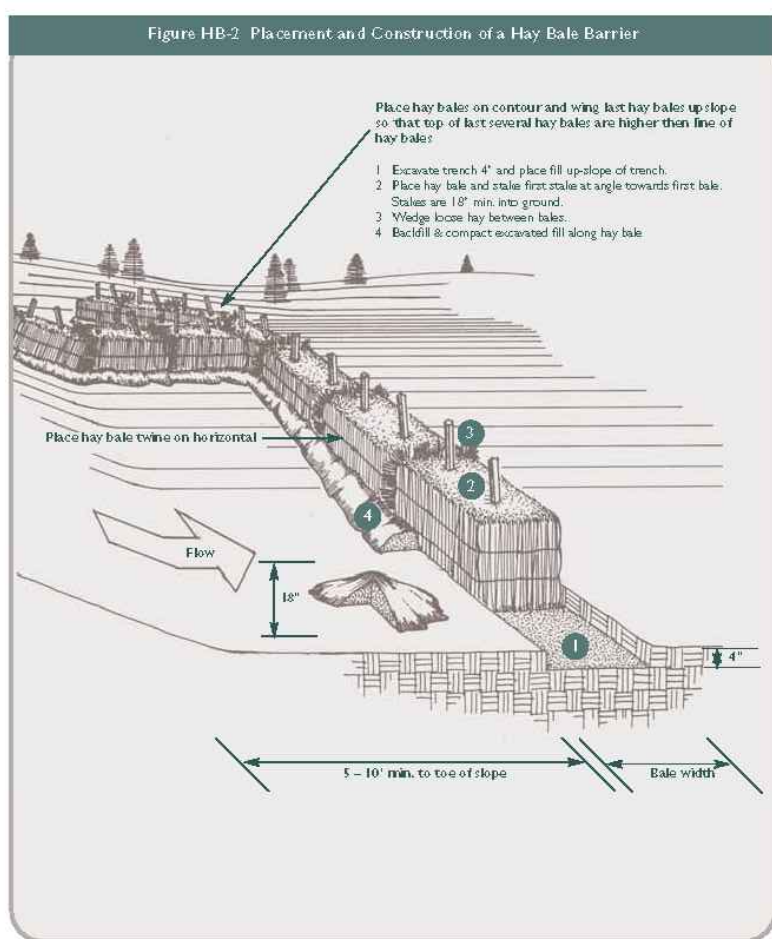 Figure HB-2 Placement and Construction of a Hay Bale Barrier
Place hay bales on contour and wing last hay bales up slope
so that top of last several hay bales are higher then line of
hay bales
1 Excavate trench 4" and place fill up-slope of trench.
2 Place hay bale and stake first stake at angle towards first bale.
Stakes are 18" min. into ground.
3 Wedge loose hay between bales.
4 Backfill & compact excavated fill along hay bale
Place hay bale twine on horizontal
3
2
4
Flow
18"
1
4"
5 – 10' min. to toe of slope
Bale width